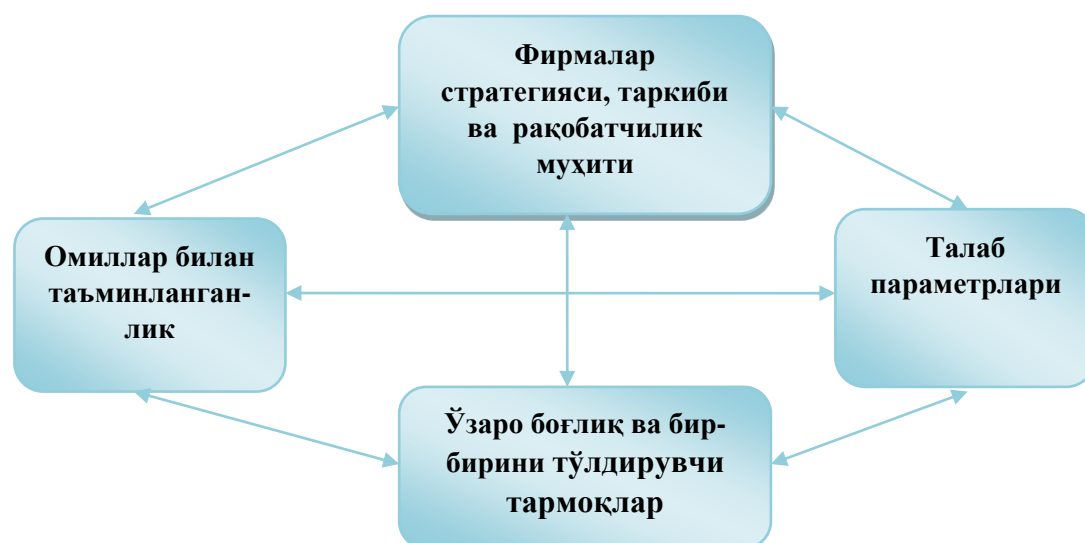 Фирмалар
стратегияси, таркиби
ва рақобатчилик
муҳити
Омиллар билан
таъминланган-
лик
Талаб
параметрлари
Ўзаро боғлиқ ва бир-
бирини тўлдирувчи
тармоқлар